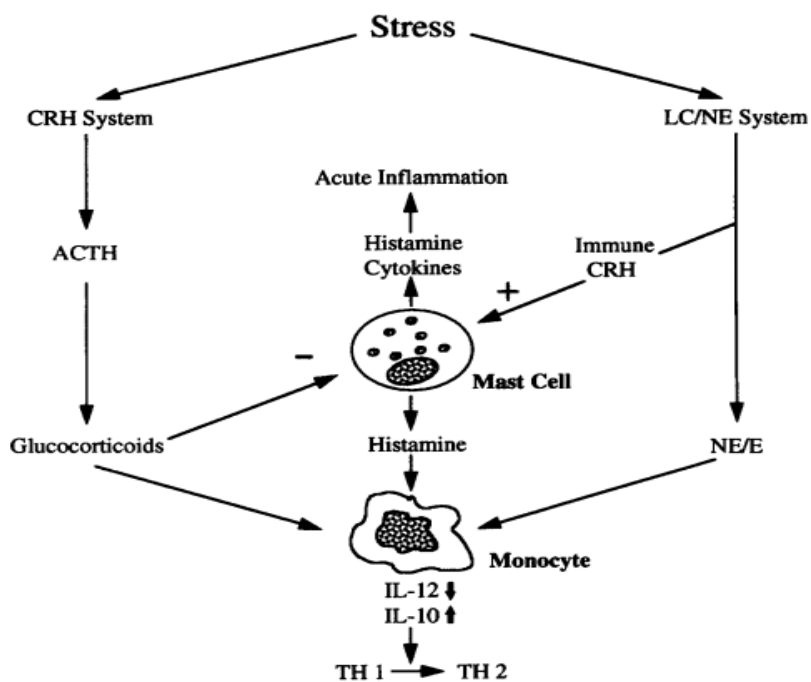 Stress
CRH System
LC/NE System
Acute Inflammation
Histamine
Cytokines
Immune
CRH
ACTH
+
−
Mast Cell
Glucocorticoids
Histamine
NE/E
Monocyte
IL-12 ⬇
IL-10 ⬆
TH 1 → TH 2